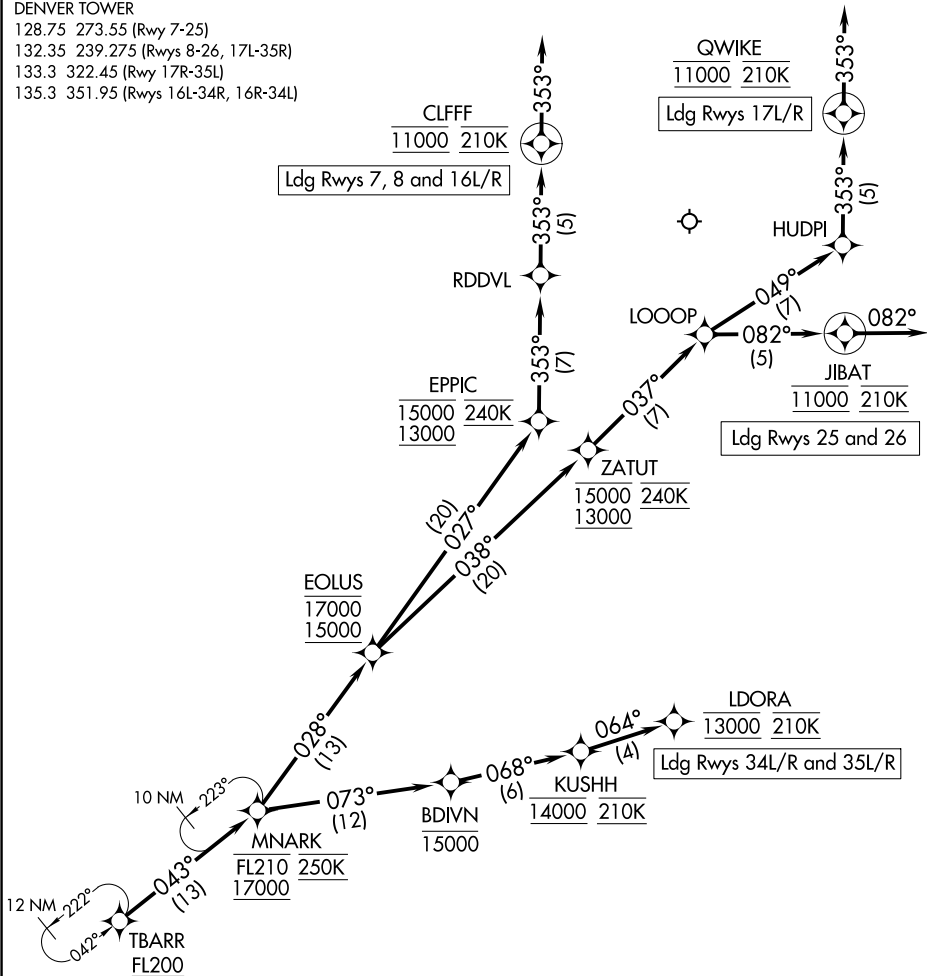 DENVER TOWER
128.75 273.55 (Rwy 7-25)
132.35 239.275 (Rwys 8-26, 17L-35R)
133.3 322.45 (Rwy 17R-35L)
135.3 351.95 (Rwys 16L-34R, 16R-34L)
353°
353°
QWIKE
11000 210K
Ldg Rwys 17L/R
CLFFF
11000 210K
Ldg Rwys 7, 8 and 16L/R
353°
(5)
353°
(5)
HUDPI
RDDVL
049°
(7)
LOOOP
082°
(5)
082°
JIBAT
11000 210K
Ldg Rwys 25 and 26
353°
(7)
EPPIC
15000 240K
13000
037°
(7)
ZATUT
15000 240K
13000
(20)
027°
038°
(20)
EOLUS
17000
15000
LDORA
13000 210K
Ldg Rwys 34L/R and 35L/R
064°
(4)
028°
(13)
068°
(6)
KUSHH
14000 210K
10 NM
223°
073°
(12)
BDIVN
15000
MNARK
FL210 250K
17000
043°
(13)
12 NM
222°
042°
TBARR
FL200